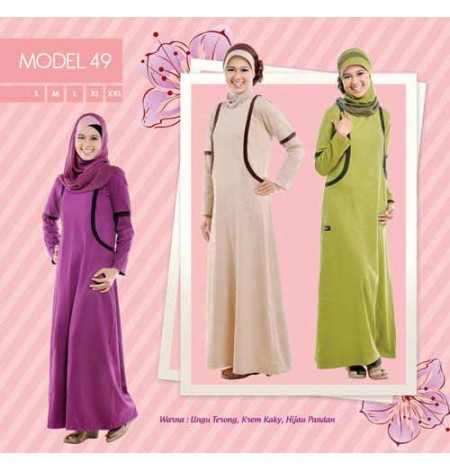 MODEL 49
S M L XL XXL
Warna : Ungu Terong, Krem Kaky, Hijau Pandan